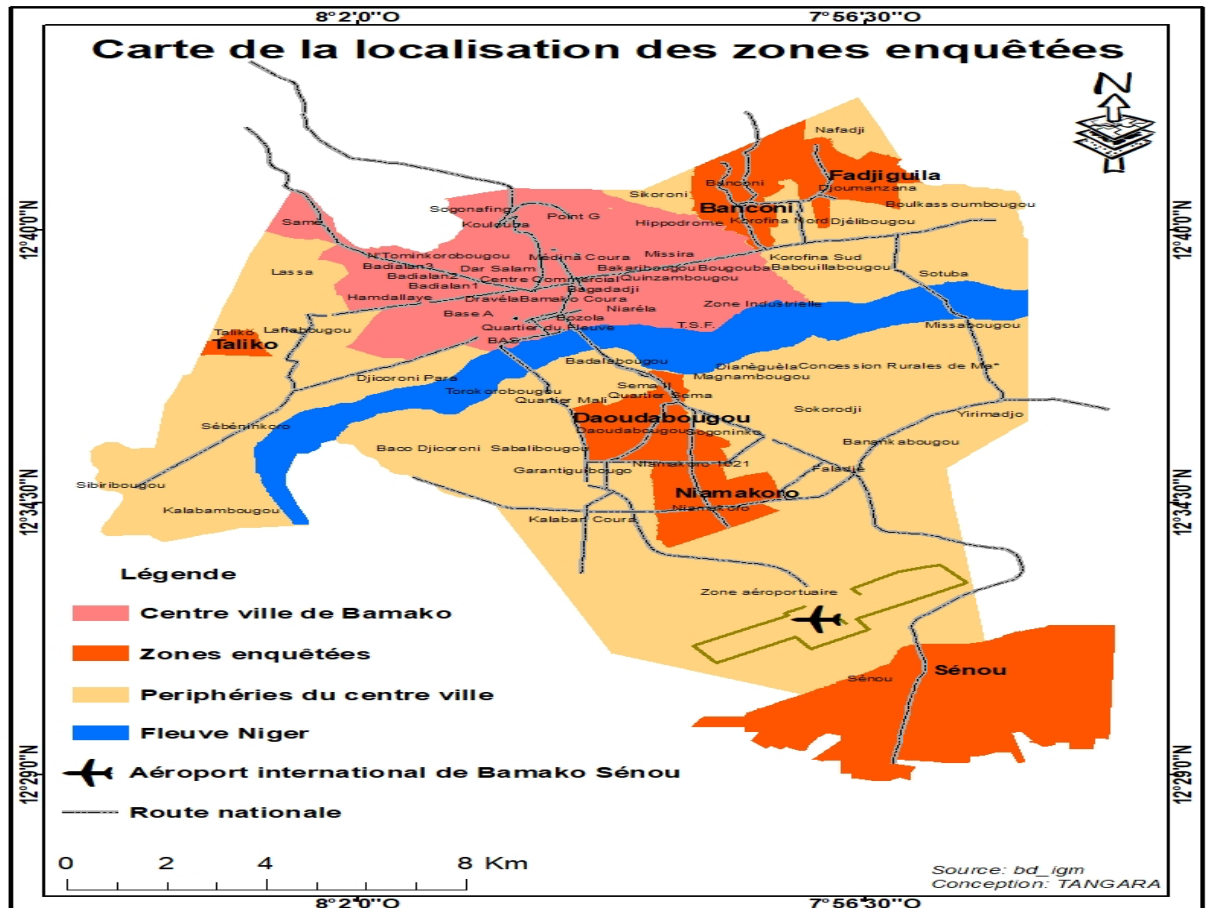 8°2'0"O
7°56'30"O
Carte de la localisation des zones enquêtées
N
Nafadji
Fadjiguila
Banconi
Djoumanzana
Sikoroni
Banconi
Boulkassoumbougou
Sogonafing
Point G
Same
Koulouba
Hippodrome
Korofina Nord
Djélibougou
12°40'0"N
12°40'0"N
N'Tominkorobougou
Médina Coura
Missira
Korofina Sud
Badialan3
Dar Salam
Bakaribougou
Bougouba
Babouillabougou
Lassa
Badialan2
Centre Commercial
Quinzambougou
Sotuba
Badialan1
Bagadadji
Hamdallaye
Dravéla
Bamako Coura
Niaréla
Zone Industrielle
Base A
Bozola
Taliko
Lafiabougou
Quartier du Fleuve
T.S.F.
Missabougou
Taliko
BAS
Badalabougou
Dianéguéla
Concession Rurales de Ma*
Djicoroni Para
Sema II
Magnambougou
Torokorobougou
Quartier Mali
Quartier Sema
Sokorodji
Yirimadjo
Daoudabougou
Sébéninkoro
Daoudabougou
Sogoninko
Banankabougou
Baco Djicoroni
Sabalibougou
Garantiguibougo
Niamakoro 1021
Faladié
Sibiribougou
Niamakoro
Kalabambougou
Niamakoro
Kalaban Coura
12°34'30"N
12°34'30"N
Zone aéroportuaire
Sénou
Sénou
Légende
Centre ville de Bamako
Zones enquêtées
Periphéries du centre ville
Fleuve Niger
Aéroport international de Bamako Sénou
Route nationale
12°29'0"N
12°29'0"N
0 2 4 8 Km
Source: bd_igm
Conception: TANGARA
8°2'0"O
7°56'30"O